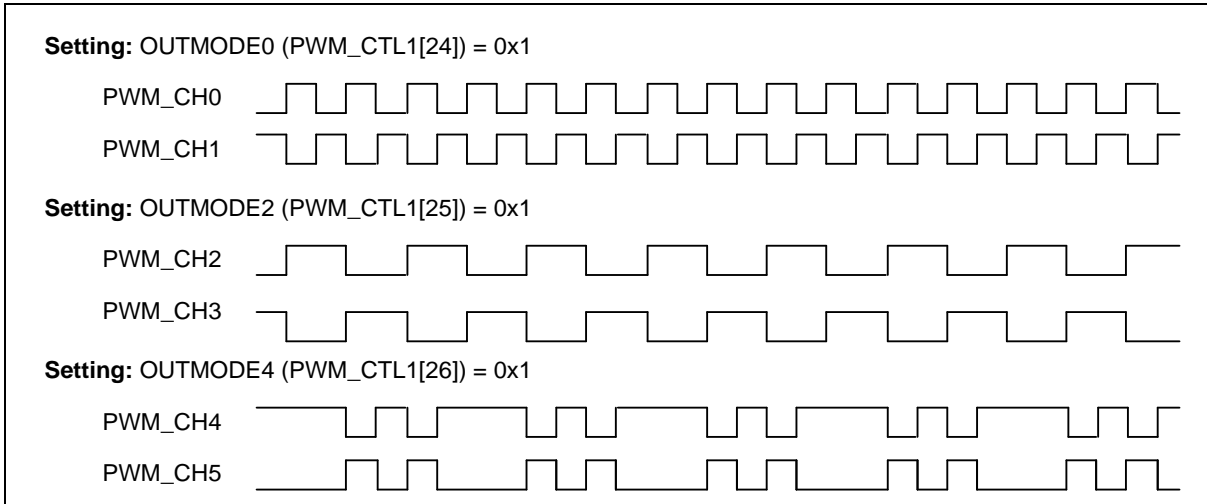 Setting: OUTMODE0 (PWM_CTL1[24]) = 0x1
PWM_CH0
PWM_CH1
Setting: OUTMODE2 (PWM_CTL1[25]) = 0x1
PWM_CH2
PWM_CH3
Setting: OUTMODE4 (PWM_CTL1[26]) = 0x1
PWM_CH4
PWM_CH5